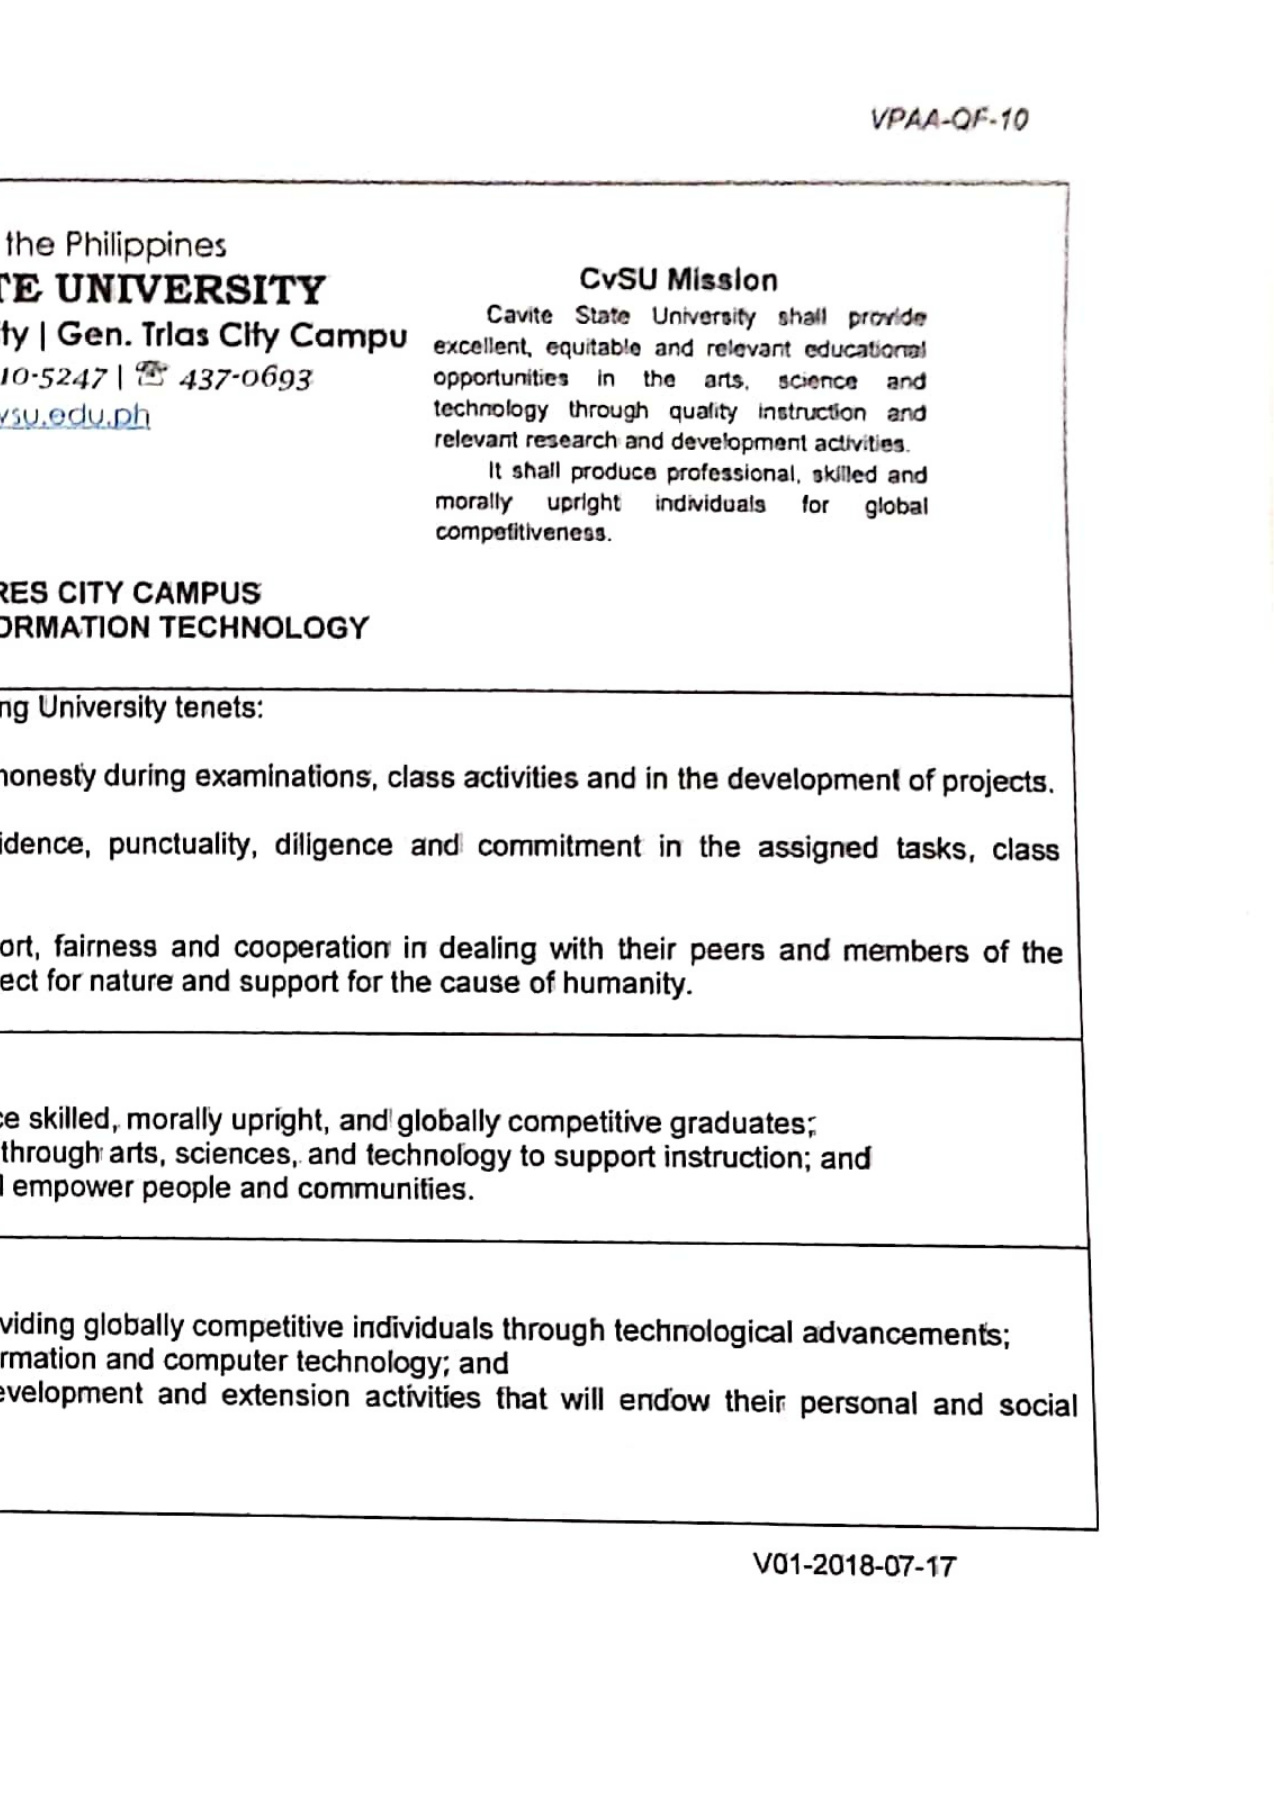 VPAA-QF-10
the Philippines
TE UNIVERSITY
ty | Gen. Trias City Campu
10-5247 | ☏ 437-0693
vsu.edu.ph
CvSU Mission
Cavite State University shall provide
excellent, equitable and relevant educational
opportunities in the arts, science and
technology through quality instruction and
relevant research and development activities.
It shall produce professional, skilled and
morally upright individuals for global
competitiveness.
RES CITY CAMPUS
ORMATION TECHNOLOGY
ng University tenets:
honesty during examinations, class activities and in the development of projects.
idence, punctuality, diligence and commitment in the assigned tasks, class
ort, fairness and cooperation in dealing with their peers and members of the
ect for nature and support for the cause of humanity.
ce skilled, morally upright, and globally competitive graduates;
through arts, sciences, and technology to support instruction; and
empower people and communities.
viding globally competitive individuals through technological advancements;
rmation and computer technology; and
evelopment and extension activities that will endow their personal and social
V01-2018-07-17